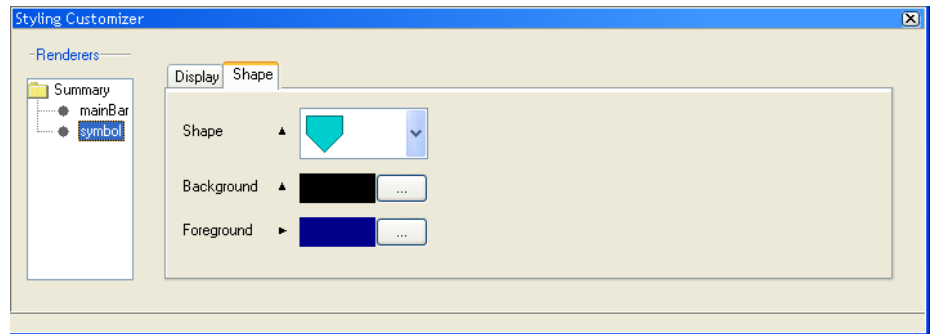 Styling Customizer
Renderers
Summary
mainBar
symbol
Display Shape
Shape
Background ...
Foreground ...